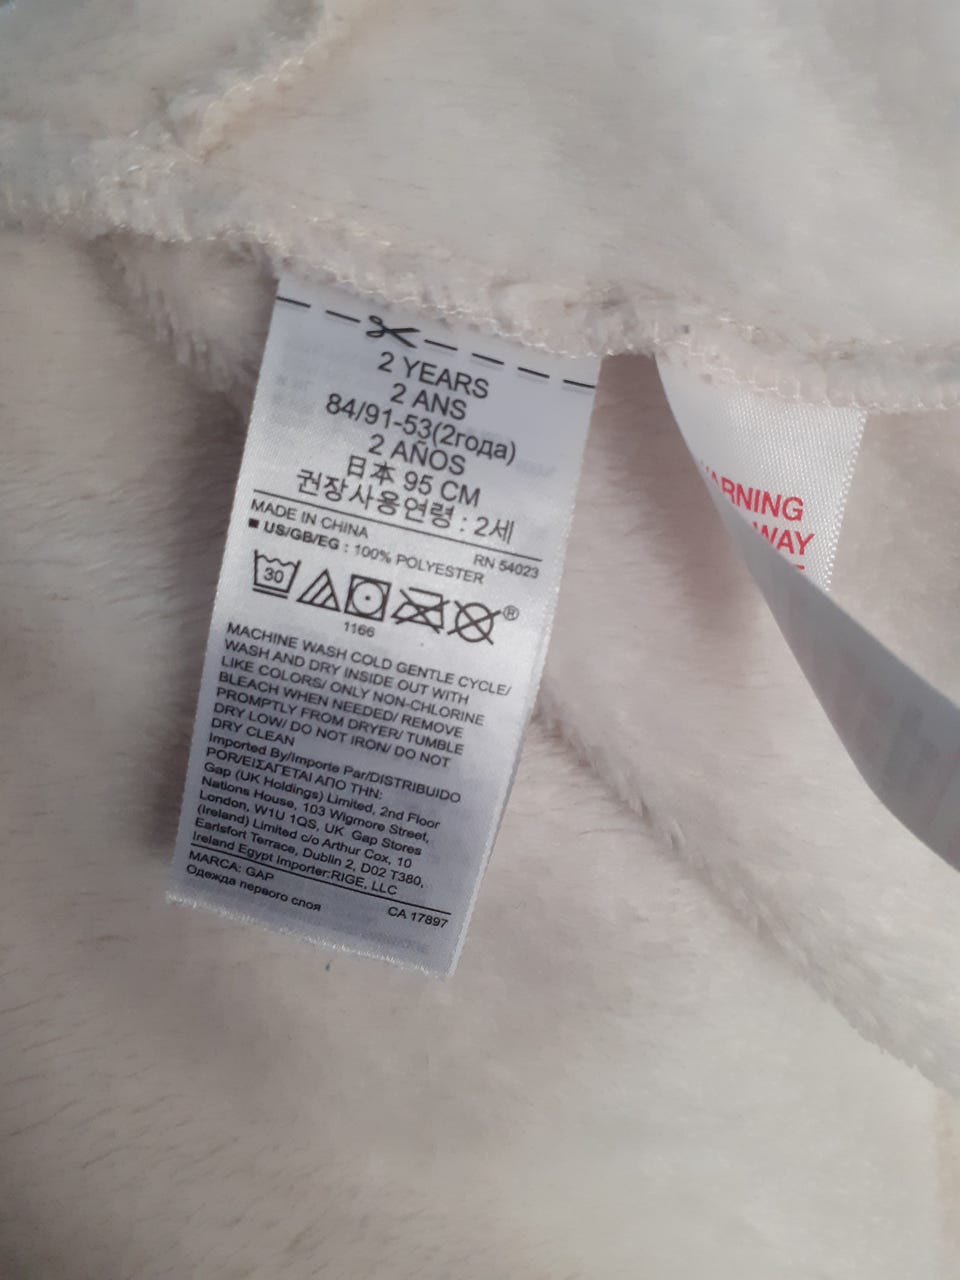 2 YEARS
2 ANS
84/91-53(2года)
2 AÑOS
日本 95 CM
권장사용연령 : 2세
MADE IN CHINA
RN 54023
■ US/GB/EG : 100% POLYESTER
30
®
1166
MACHINE WASH COLD GENTLE CYCLE/
WASH AND DRY INSIDE OUT WITH
LIKE COLORS/ ONLY NON-CHLORINE
BLEACH WHEN NEEDED/ REMOVE
PROMPTLY FROM DRYER/ TUMBLE
DRY LOW/ DO NOT IRON/ DO NOT
DRY CLEAN
Imported By/Importe Par/DISTRIBUIDO
POR/ΕΙΣΑΓΕΤΑΙ ΑΠΟ ΤΗΝ:
Gap (UK Holdings) Limited, 2nd Floor
Nations House, 103 Wigmore Street,
London, W1U 1QS, UK Gap Stores
(Ireland) Limited c/o Arthur Cox, 10
Earlsfort Terrace, Dublin 2, D02 T380,
Ireland Egypt Importer:RIGE, LLC
MARCA: GAP
CA 17897
Одежда первого слоя
ARNING
WAY